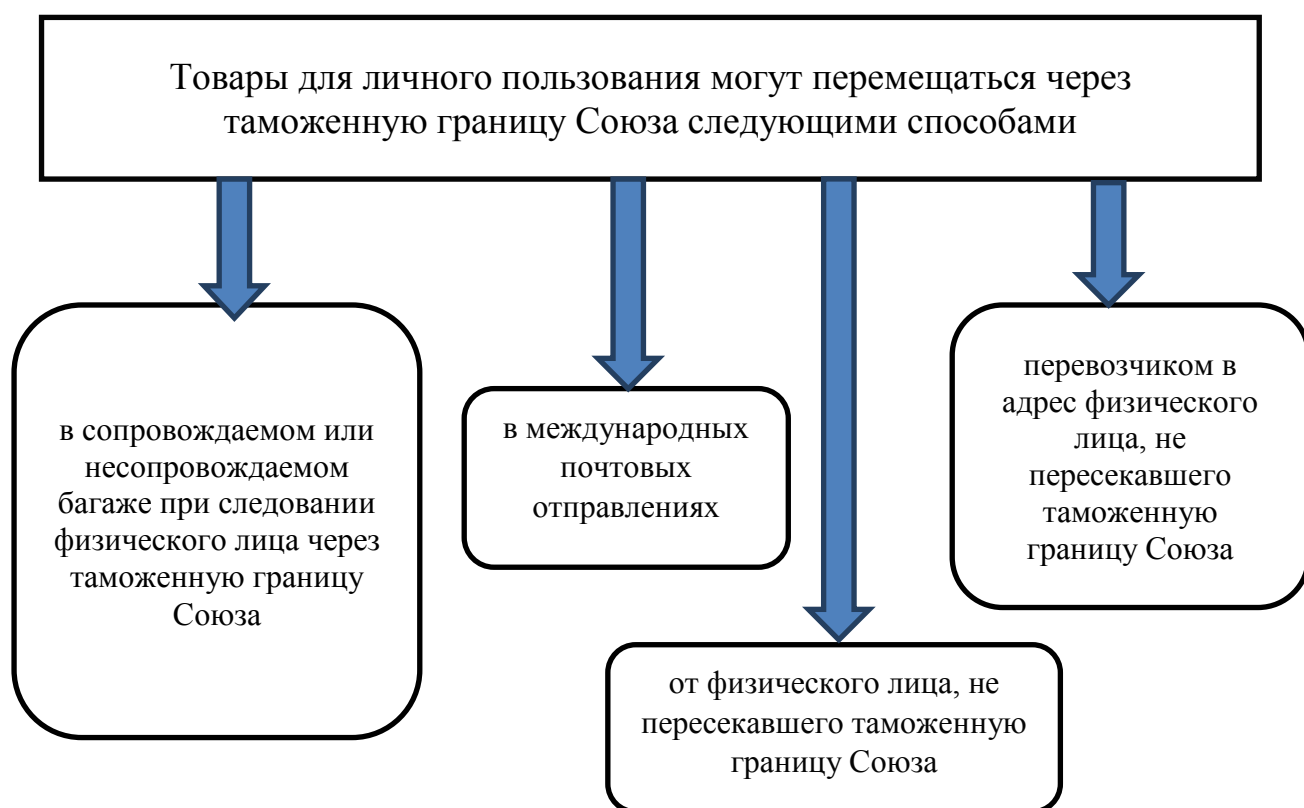 Товары для личного пользования могут перемещаться через
таможенную границу Союза следующими способами
в сопровождаемом или
несопровождаемом
багаже при следовании
физического лица через
таможенную границу
Союза
в международных
почтовых
отправлениях
от физического лица, не
пересекавшего таможенную
границу Союза
перевозчиком в
адрес физического
лица, не
пересекавшего
таможенную
границу Союза